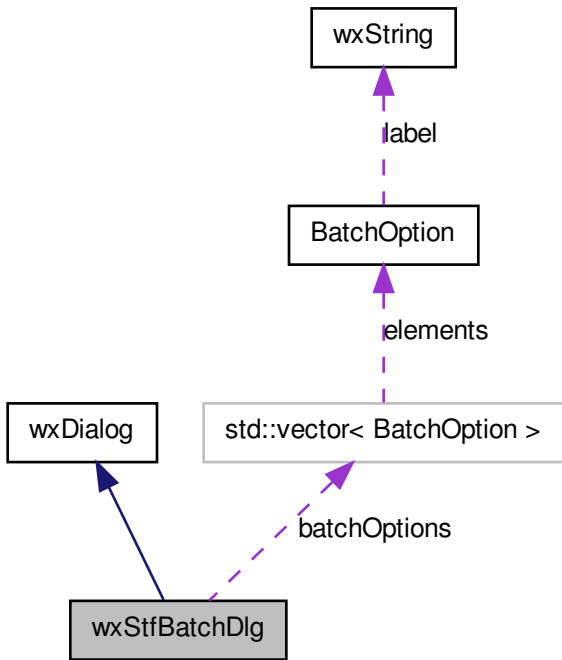 wxString
label
BatchOption
elements
wxDialog
std::vector< BatchOption >
batchOptions
wxStfBatchDlg